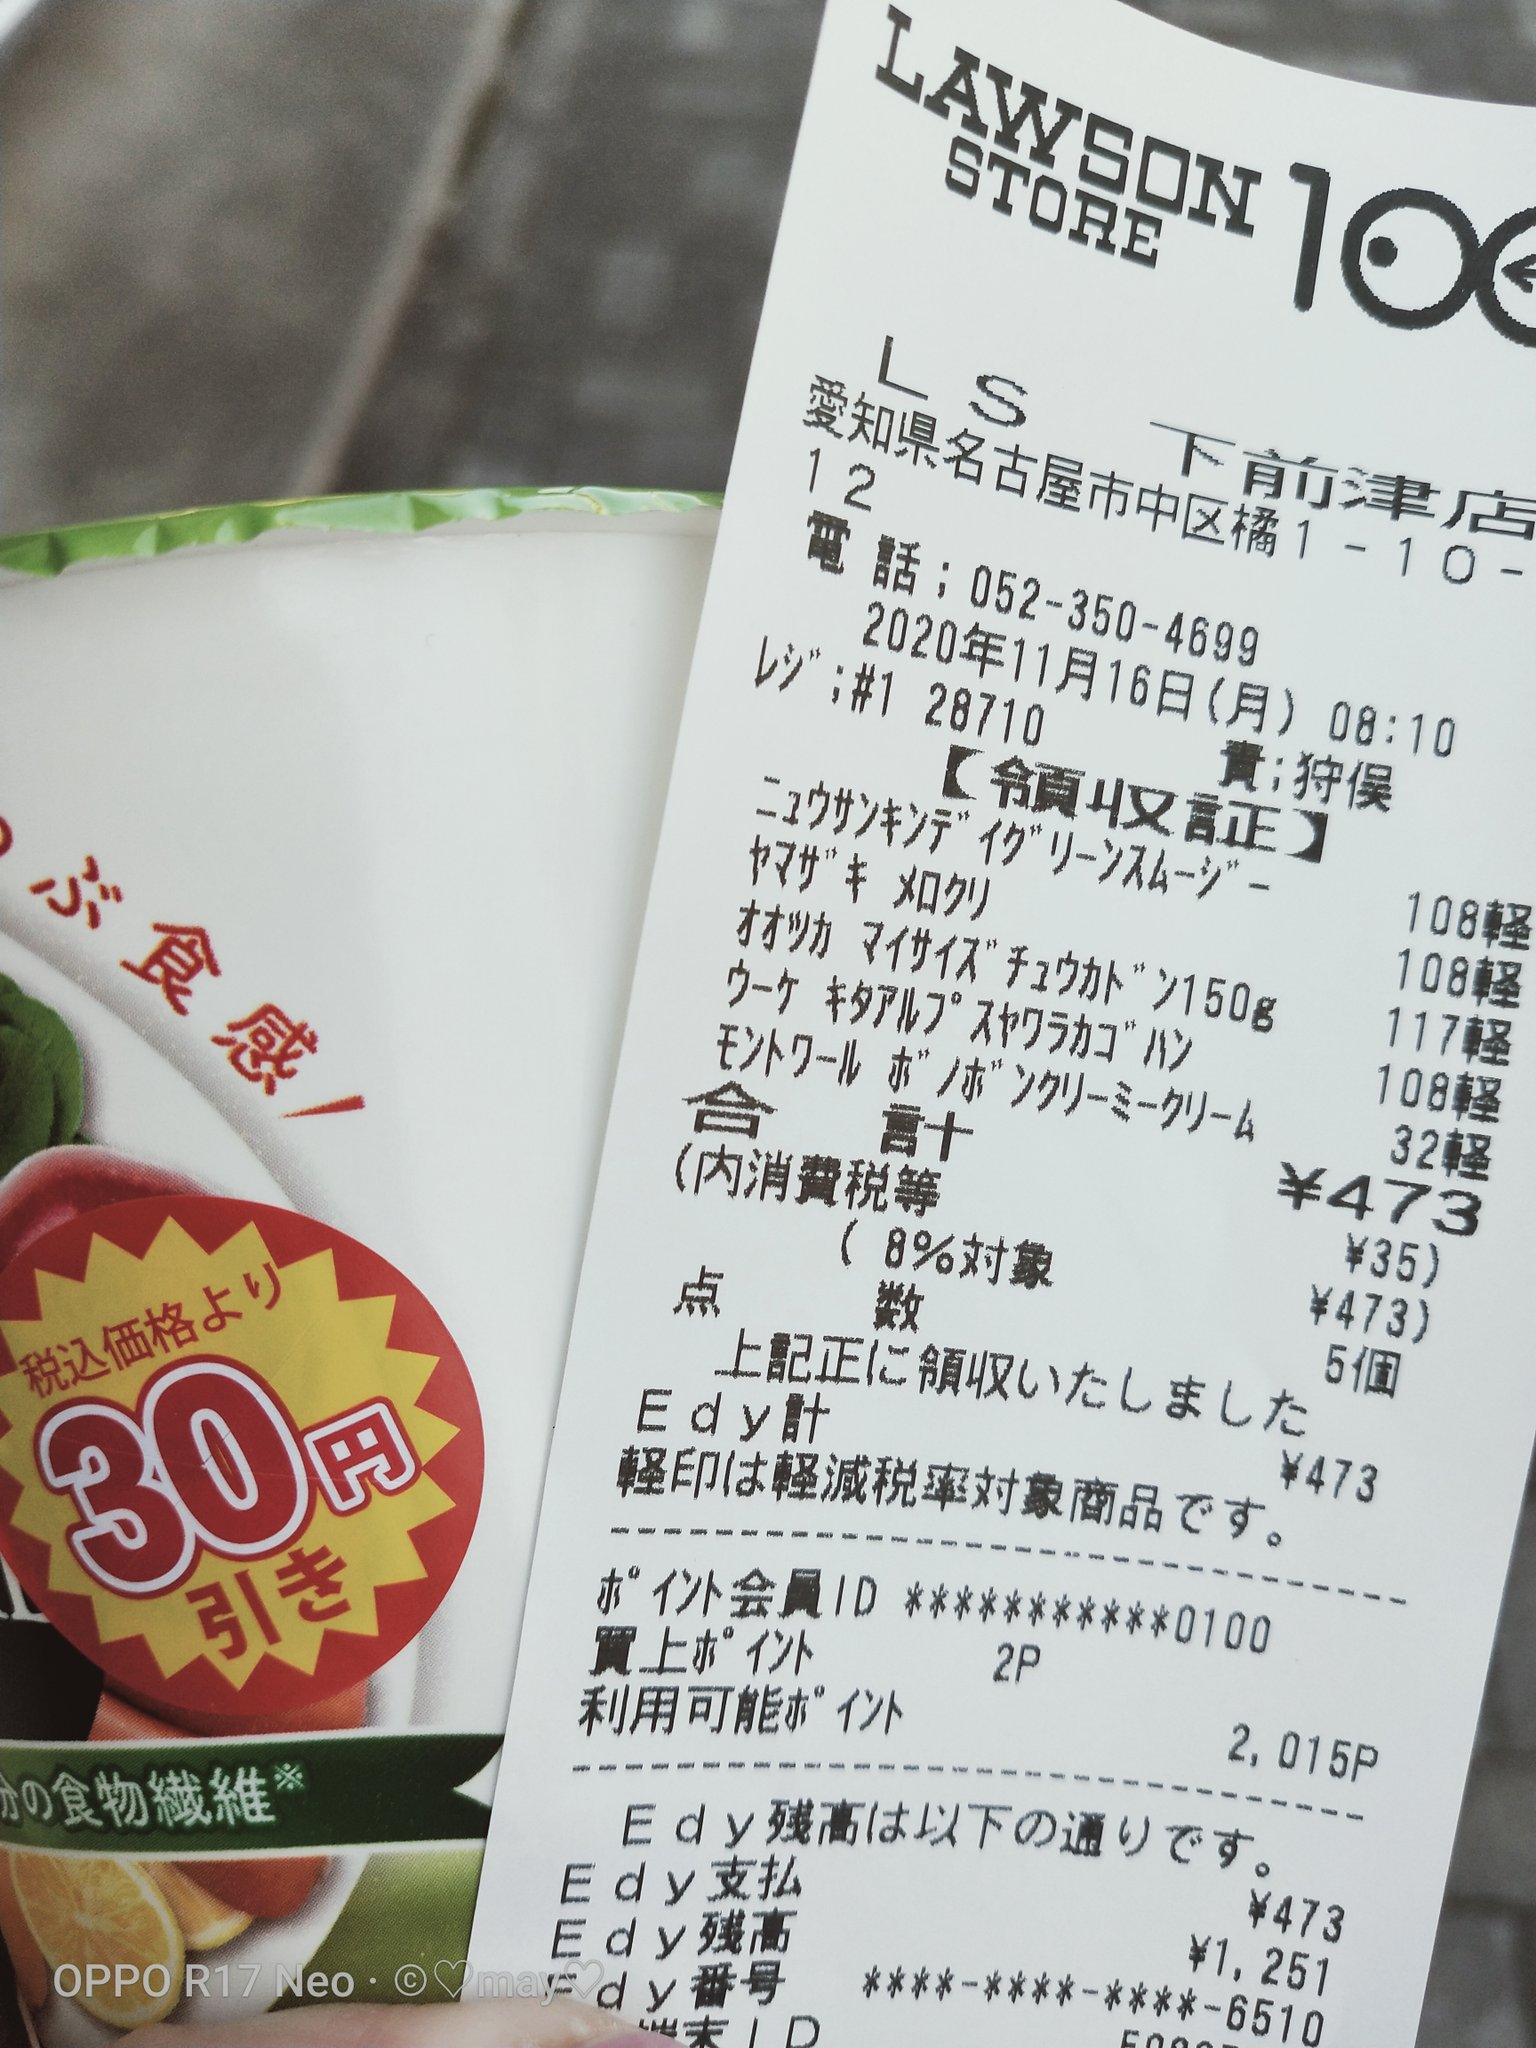 LAWSON
STORE
100
ＬＳ　下前津店
愛知県名古屋市中区橘１－１０－
１２
電 話；052-350-4699
2020年11月16日(月) 08:10
ﾚｼﾞ;#1 28710
責;狩俣
【領収証】
ﾆｭｳｻﾝｷﾝﾃﾞｲｸﾞﾘｰﾝｽﾑｰｼﾞｰ 108軽
ﾔﾏｻﾞｷ ﾒﾛｸﾘ 108軽
ｵｵﾂｶ ﾏｲｻｲｽﾞﾁｭｳｶﾄﾞﾝ150g 117軽
ｳｰｹ ｷﾀｱﾙﾌﾟｽﾔﾜﾗｶｺﾞﾊﾝ 108軽
ﾓﾝﾄﾜｰﾙ ﾎﾞﾉﾎﾞﾝｸﾘｰﾐｰｸﾘｰﾑ 32軽
合　　計 ¥473
(内消費税等 ¥35)
( 8%対象 ¥473)
点　　　数 5個
上記正に領収いたしました
Ｅｄｙ計 ¥473
軽印は軽減税率対象商品です。
ﾎﾟｲﾝﾄ会員ID ***********0100
買上ﾎﾟｲﾝﾄ 2P
利用可能ﾎﾟｲﾝﾄ 2,015P
Ｅｄｙ残高は以下の通りです。
Ｅｄｙ支払 ¥473
Ｅｄｙ残高 ¥1,251
Ｅｄｙ番号 ****-****-****-6510
端末ＩＤ
ぶ食感!
税込価格より
30円
引き
の食物繊維※
OPPO R17 Neo · ©♡may♡